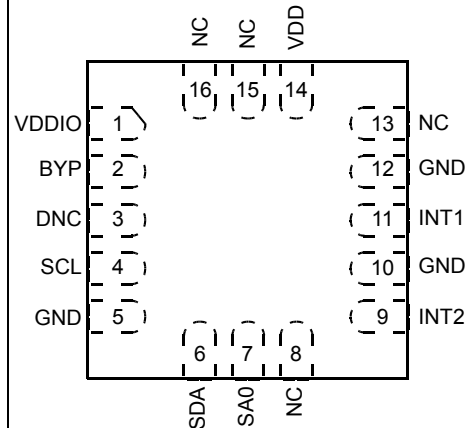 NC NC VDD
16 15 14
VDDIO 1 13 NC
BYP 2 12 GND
DNC 3 11 INT1
SCL 4 10 GND
GND 5 9 INT2
6 7 8
SDA SA0 NC